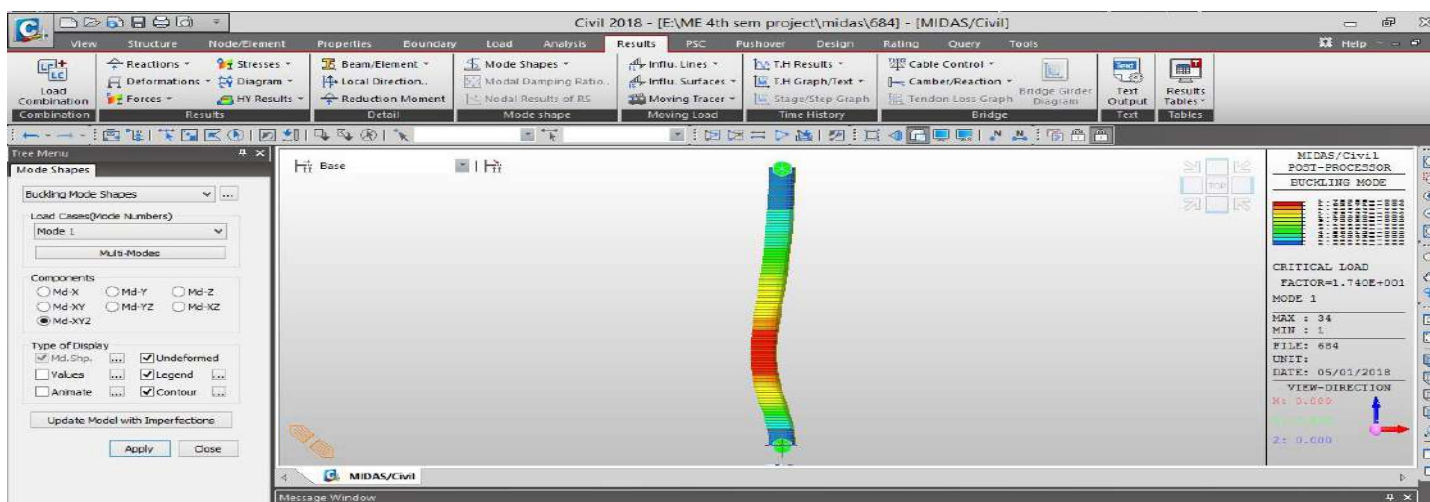 Civil 2018 - [E:\ME 4th sem project\midas\684] - [MIDAS/Civil]
View Structure Node/Element Properties Boundary Load Analysis Results PSC Pushover Design Rating Query Tools Help
Load Combination
Reactions Stresses
Deformations Diagram
Forces HY Results
Beam/Element
Local Direction..
Reduction Moment
Mode Shapes
Modal Damping Ratio..
Nodal Results of RS
Influ. Lines
Influ. Surfaces
Moving Tracer
T.H Results
T.H Graph/Text
Stage/Step Graph
Cable Control
Camber/Reaction
Tendon Loss Graph
Bridge Girder Diagram
Text Output
Results Tables
Combination Results Detail Mode shape Moving Load Time History Bridge Text Tables
Tree Menu
Mode Shapes
Base
Buckling Mode Shapes ...
Load Cases(Mode Numbers)
Mode 1
Multi-Modes
Components
Md-X Md-Y Md-Z
Md-XY Md-YZ Md-XZ
Md-XYZ
Type of Display
Md.Shp. ... Undeformed
Values ... Legend ...
Animate ... Contour ...
Update Model with Imperfections
Apply Close
TOP
MIDAS/Civil
POST-PROCESSOR
BUCKLING MODE
CRITICAL LOAD
FACTOR=1.740E+001
MODE 1
MAX : 34
MIN : 1
FILE: 684
UNIT:
DATE: 05/01/2018
VIEW-DIRECTION
X: 0.000
Z: 0.000
MIDAS/Civil
Message Window